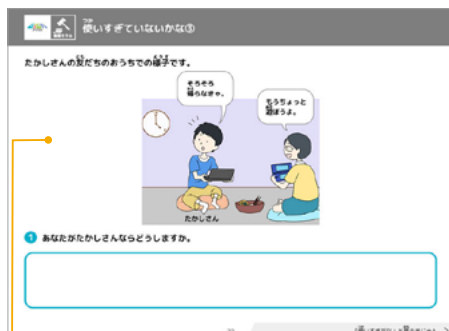 使いすぎていないかな③
つか
たかしさんの友だちのおうちでの様子です。
そろそろ
帰らなきゃ。
もうちょっと
遊ぼうよ。
たかしさん
1 あなたがたかしさんならどうしますか。